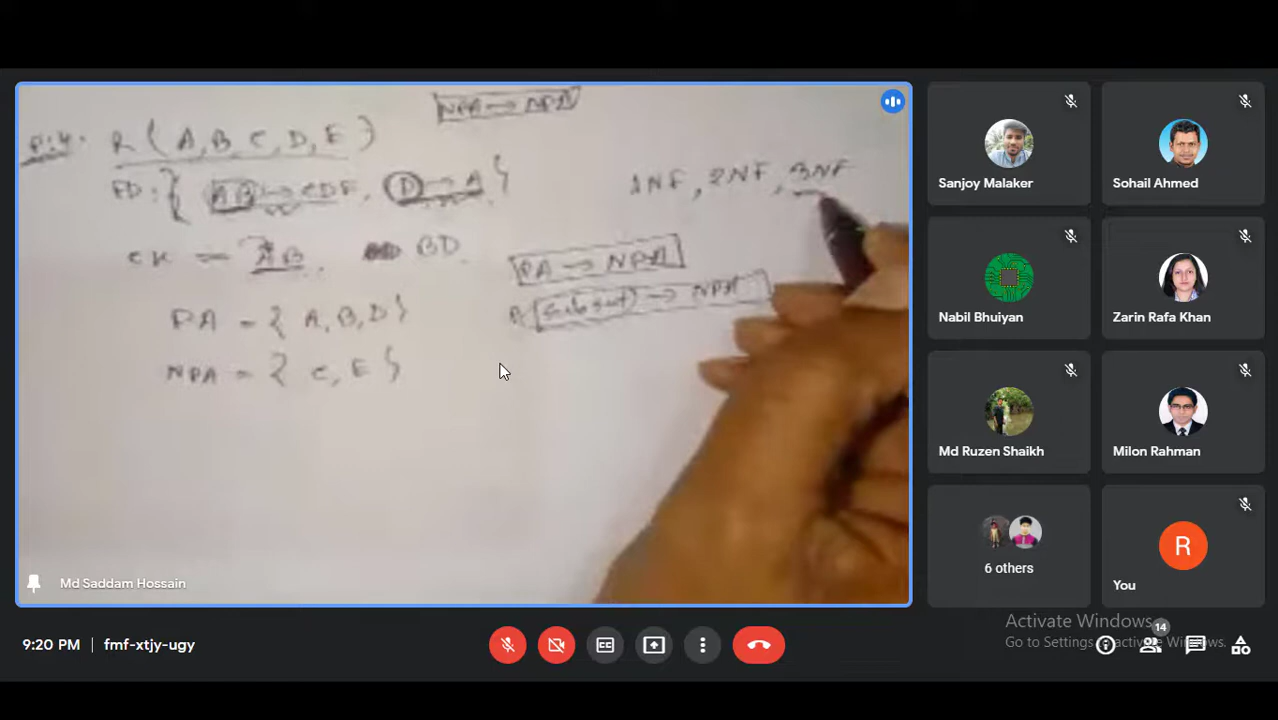 NPA → NPA
R ( A, B, C, D, E )
FD: { AB → CDE, D → A }
1NF, 2NF, 3NF
CK = AB, BD
PA → NPA
(subset) → NPA
PA = { A, B, D }
NPA = { C, E }
Md Saddam Hossain
Sanjoy Malaker
Sohail Ahmed
Nabil Bhuiyan
Zarin Rafa Khan
Md Ruzen Shaikh
Milon Rahman
6 others
R
You
Activate Windows
Go to Settings to activate Windows.
9:20 PM | fmf-xtjy-ugy
14